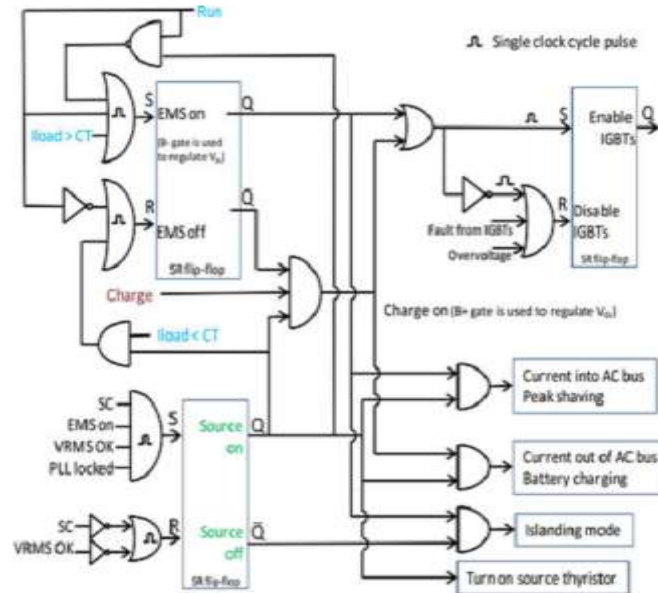 Run
Single clock cycle pulse
S
EMS on
Q
(B- gate is used
to regulate VDc)
Iload > CT
R
EMS off
Q̄
SR flip-flop
S
Enable
IGBTs
Q
R
Disable
IGBTs
SR flip-flop
Fault from IGBTs
Overvoltage
Charge
Charge on (B+ gate is used to regulate VDc)
Iload < CT
SC
EMS on
VRMS OK
PLL locked
S
Source
on
Q
SC
VRMS OK
R
Source
off
Q̄
SR flip-flop
Current into AC bus
Peak shaving
Current out of AC bus
Battery charging
Islanding mode
Turn on source thyristor